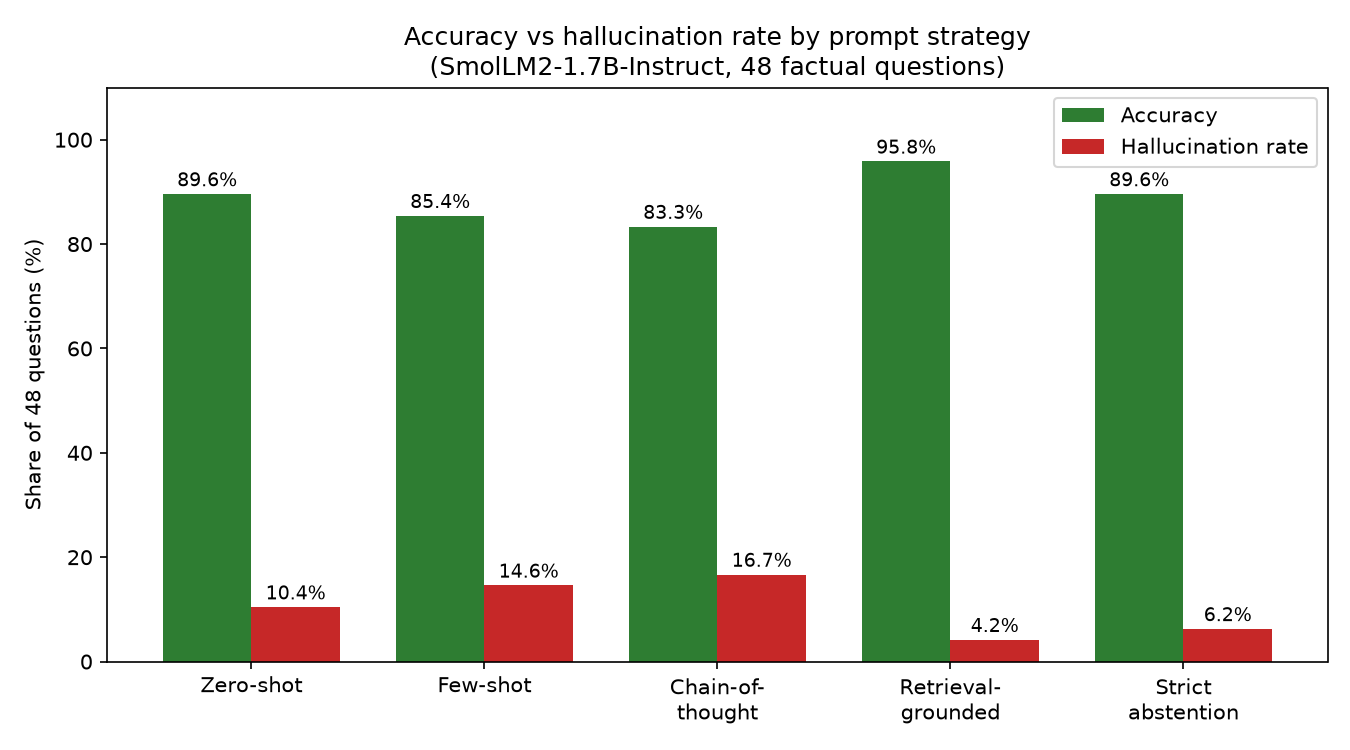 Accuracy vs hallucination rate by prompt strategy
(SmolLM2-1.7B-Instruct, 48 factual questions)
Accuracy
Hallucination rate
Share of 48 questions (%)
100
80
60
40
20
0
89.6%
10.4%
85.4%
14.6%
83.3%
16.7%
95.8%
4.2%
89.6%
6.2%
Zero-shot
Few-shot
Chain-of-
thought
Retrieval-
grounded
Strict
abstention